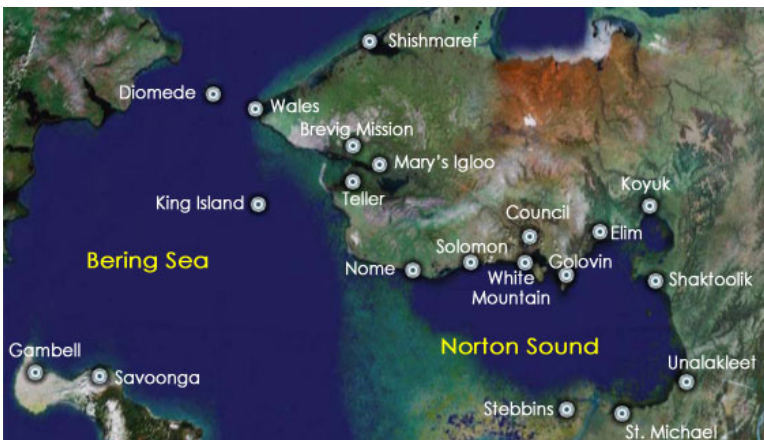 Shishmaref
Diomede
Wales
Brevig Mission
Mary's Igloo
Teller
Koyuk
King Island
Council
Elim
Solomon
Bering Sea
Nome
White
Mountain
Golovin
Shaktoolik
Norton Sound
Gambell
Savoonga
Unalakleet
Stebbins
St. Michael